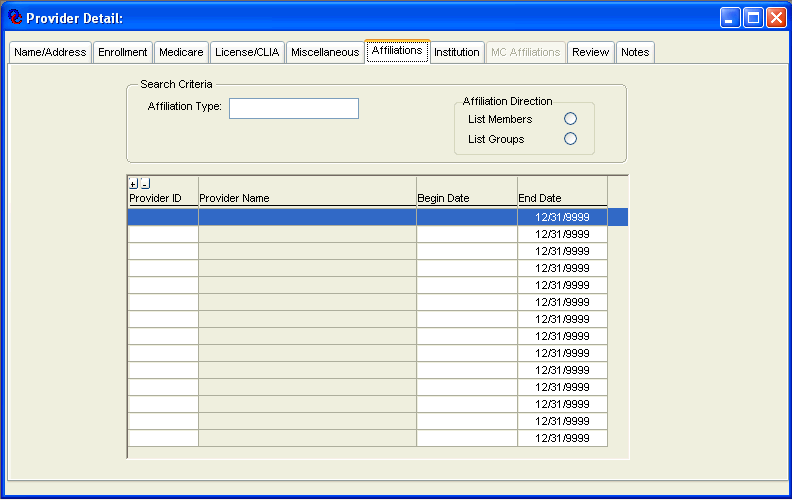 Provider Detail:
Name/Address Enrollment Medicare License/CLIA Miscellaneous Affiliations Institution MC Affiliations Review Notes
Search Criteria
Affiliation Type:
Affiliation Direction
List Members
List Groups
+ -
Provider ID Provider Name Begin Date End Date
12/31/9999
12/31/9999
12/31/9999
12/31/9999
12/31/9999
12/31/9999
12/31/9999
12/31/9999
12/31/9999
12/31/9999
12/31/9999
12/31/9999
12/31/9999
12/31/9999